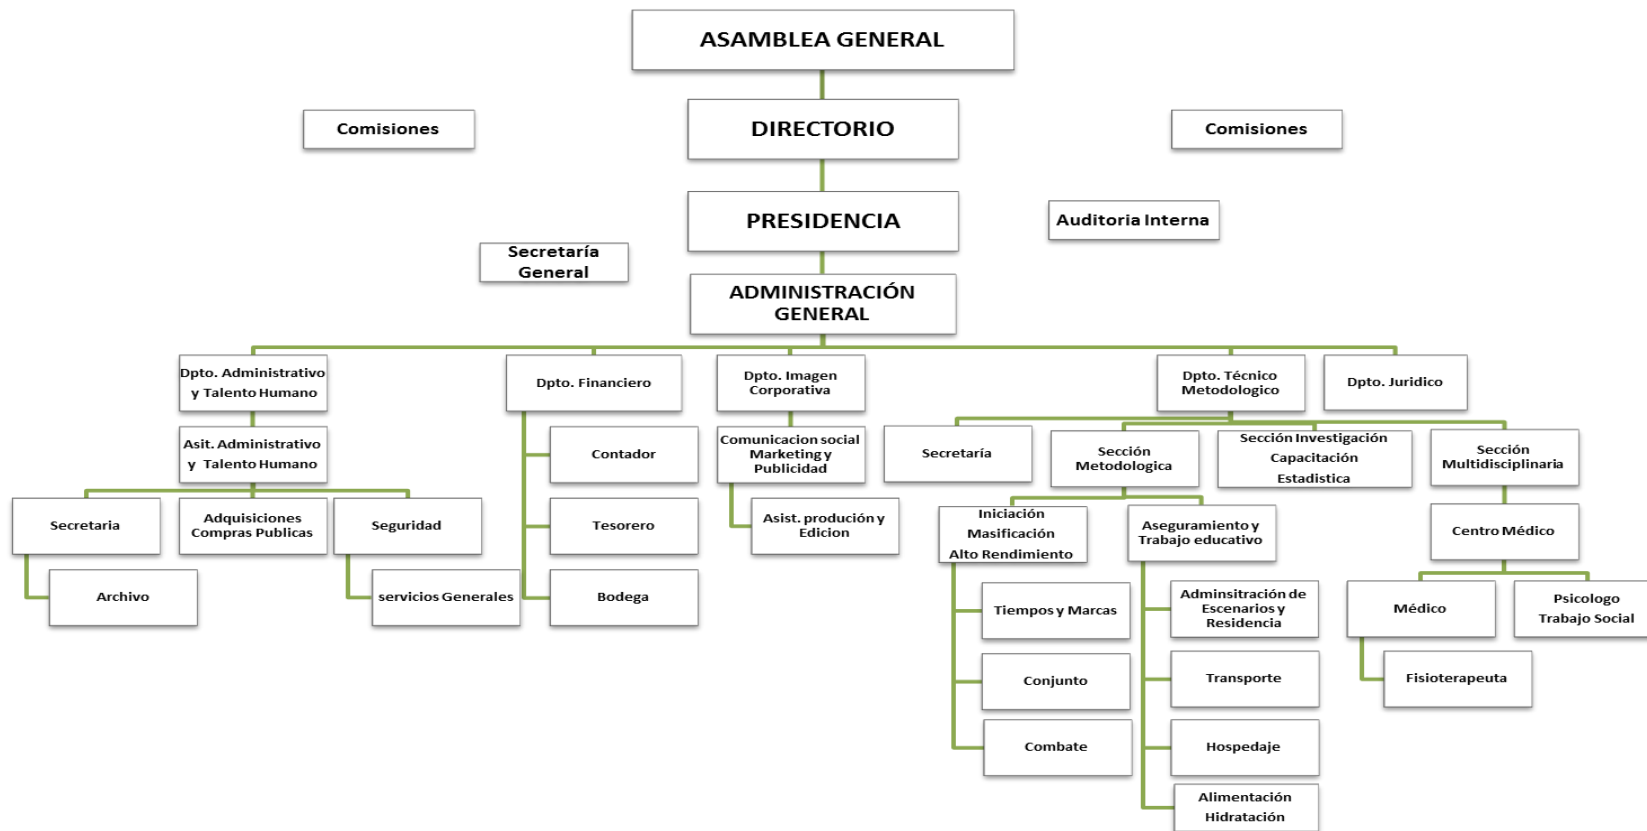 ASAMBLEA GENERAL
Comisiones
DIRECTORIO
Comisiones
PRESIDENCIA
Auditoria Interna
Secretaría
General
ADMINISTRACIÓN
GENERAL
Dpto. Administrativo
y Talento Humano
Dpto. Financiero
Dpto. Imagen
Corporativa
Dpto. Técnico
Metodologico
Dpto. Juridico
Asit. Administrativo
y Talento Humano
Contador
Comunicacion social
Marketing y
Publicidad
Secretaría
Sección
Metodologica
Sección Investigación
Capacitación
Estadistica
Sección
Multidisciplinaria
Secretaria
Adquisiciones
Compras Publicas
Seguridad
Tesorero
Asist. produción y
Edicion
Iniciación
Masificación
Alto Rendimiento
Aseguramiento y
Trabajo educativo
Centro Médico
Archivo
servicios Generales
Bodega
Tiempos y Marcas
Adminsitración de
Escenarios y
Residencia
Médico
Psicologo
Trabajo Social
Conjunto
Transporte
Fisioterapeuta
Combate
Hospedaje
Alimentación
Hidratación